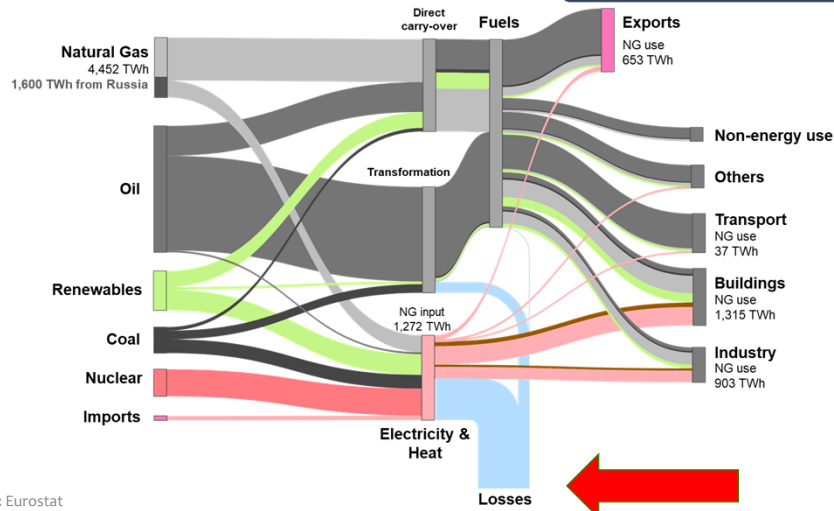 Natural Gas
4,452 TWh
1,600 TWh from Russia
Oil
Renewables
Coal
Nuclear
Imports
Direct
carry-over
Transformation
NG input
1,272 TWh
Electricity &
Heat
Fuels
Losses
Exports
NG use
653 TWh
Non-energy use
Others
Transport
NG use
37 TWh
Buildings
NG use
1,315 TWh
Industry
NG use
903 TWh
: Eurostat